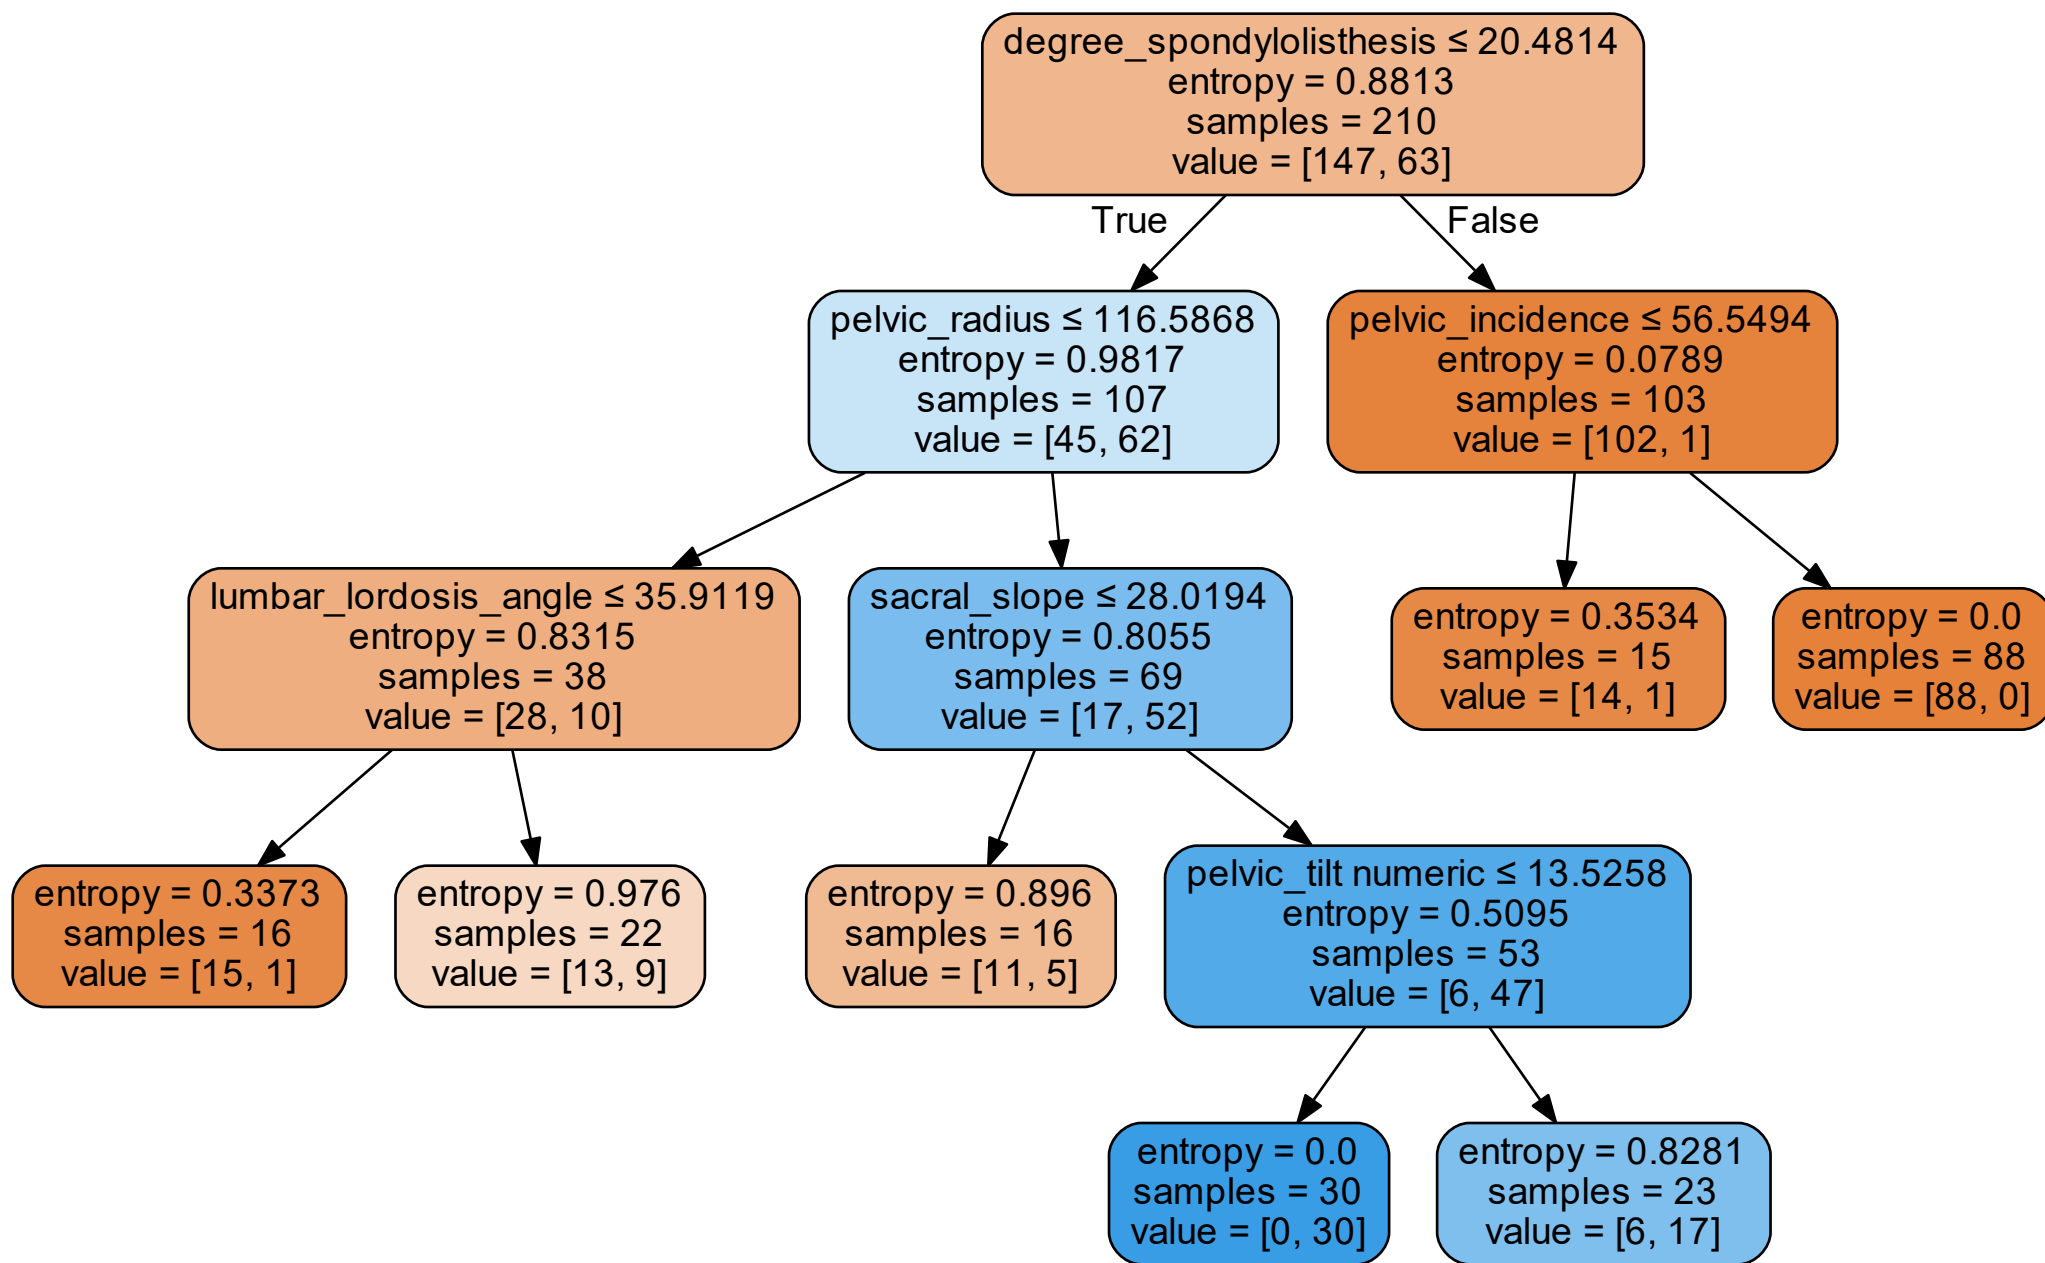 degree_spondylolisthesis ≤ 20.4814
entropy = 0.8813
samples = 210
value = [147, 63]
True
False
pelvic_radius ≤ 116.5868
entropy = 0.9817
samples = 107
value = [45, 62]
pelvic_incidence ≤ 56.5494
entropy = 0.0789
samples = 103
value = [102, 1]
lumbar_lordosis_angle ≤ 35.9119
entropy = 0.8315
samples = 38
value = [28, 10]
sacral_slope ≤ 28.0194
entropy = 0.8055
samples = 69
value = [17, 52]
entropy = 0.3534
samples = 15
value = [14, 1]
entropy = 0.0
samples = 88
value = [88, 0]
entropy = 0.3373
samples = 16
value = [15, 1]
entropy = 0.976
samples = 22
value = [13, 9]
entropy = 0.896
samples = 16
value = [11, 5]
pelvic_tilt numeric ≤ 13.5258
entropy = 0.5095
samples = 53
value = [6, 47]
entropy = 0.0
samples = 30
value = [0, 30]
entropy = 0.8281
samples = 23
value = [6, 17]